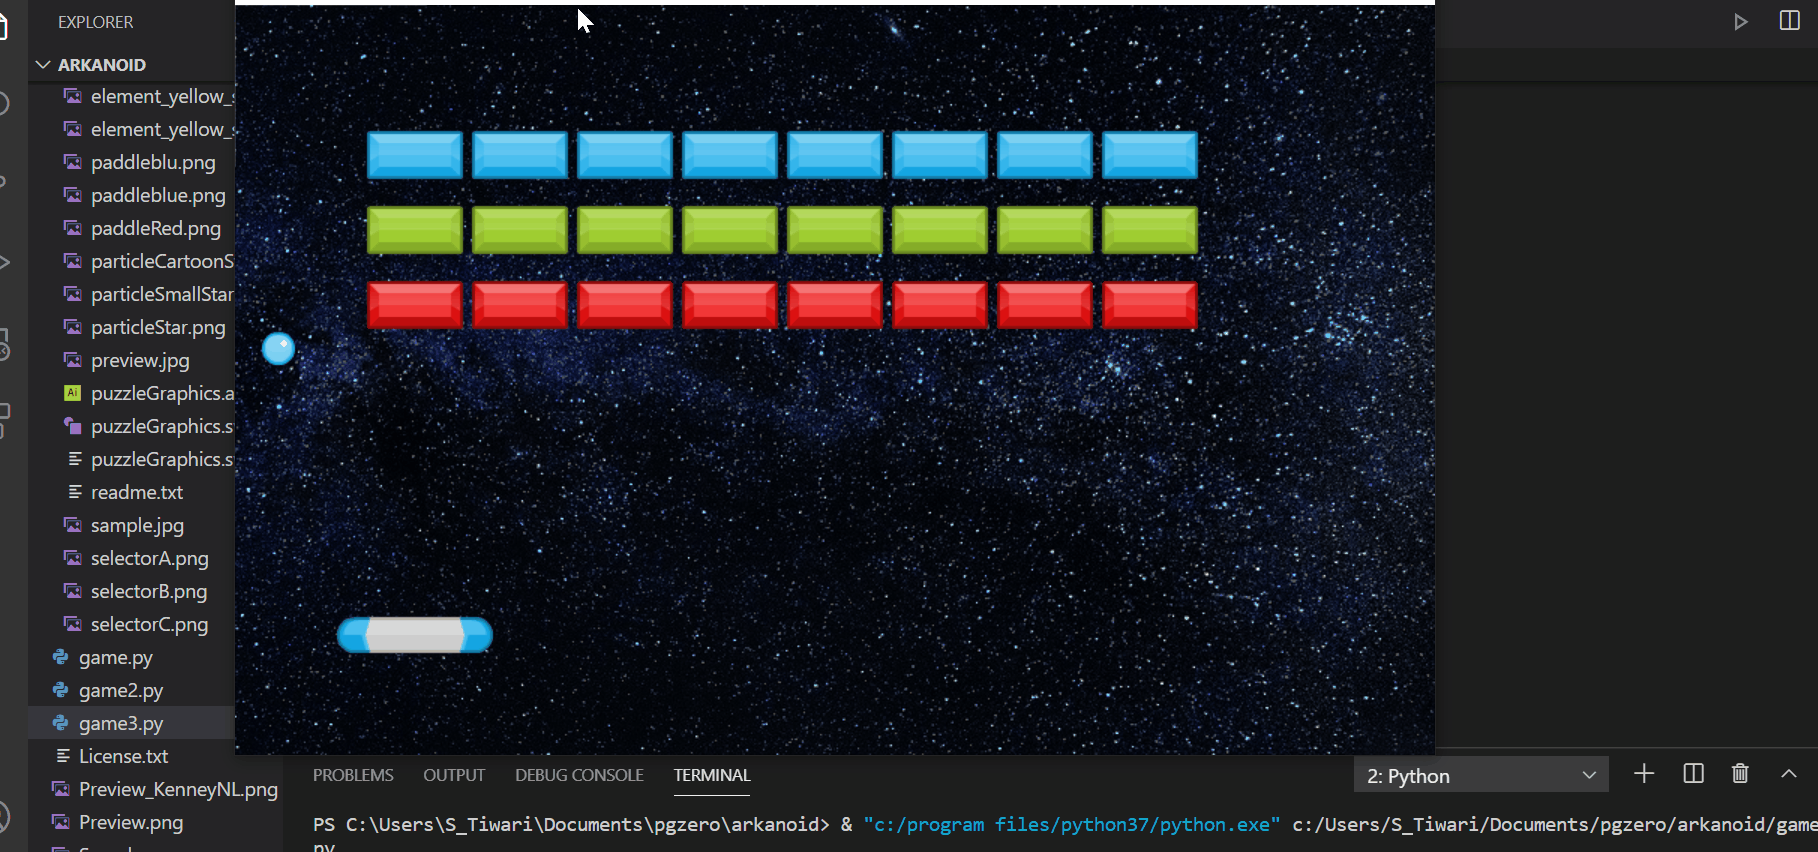 EXPLORER
ARKANOID
element_yellow_s
element_yellow_s
paddleblu.png
paddleblue.png
paddleRed.png
particleCartoonS
particleSmallStar
particleStar.png
preview.jpg
Ai puzzleGraphics.a
puzzleGraphics.s
puzzleGraphics.s
readme.txt
sample.jpg
selectorA.png
selectorB.png
selectorC.png
game.py
game2.py
game3.py
License.txt
Preview_KenneyNL.png
Preview.png
PROBLEMS OUTPUT DEBUG CONSOLE TERMINAL 2: Python
PS C:\Users\S_Tiwari\Documents\pgzero\arkanoid> & "c:/program files/python37/python.exe" c:/Users/S_Tiwari/Documents/pgzero/arkanoid/game
py